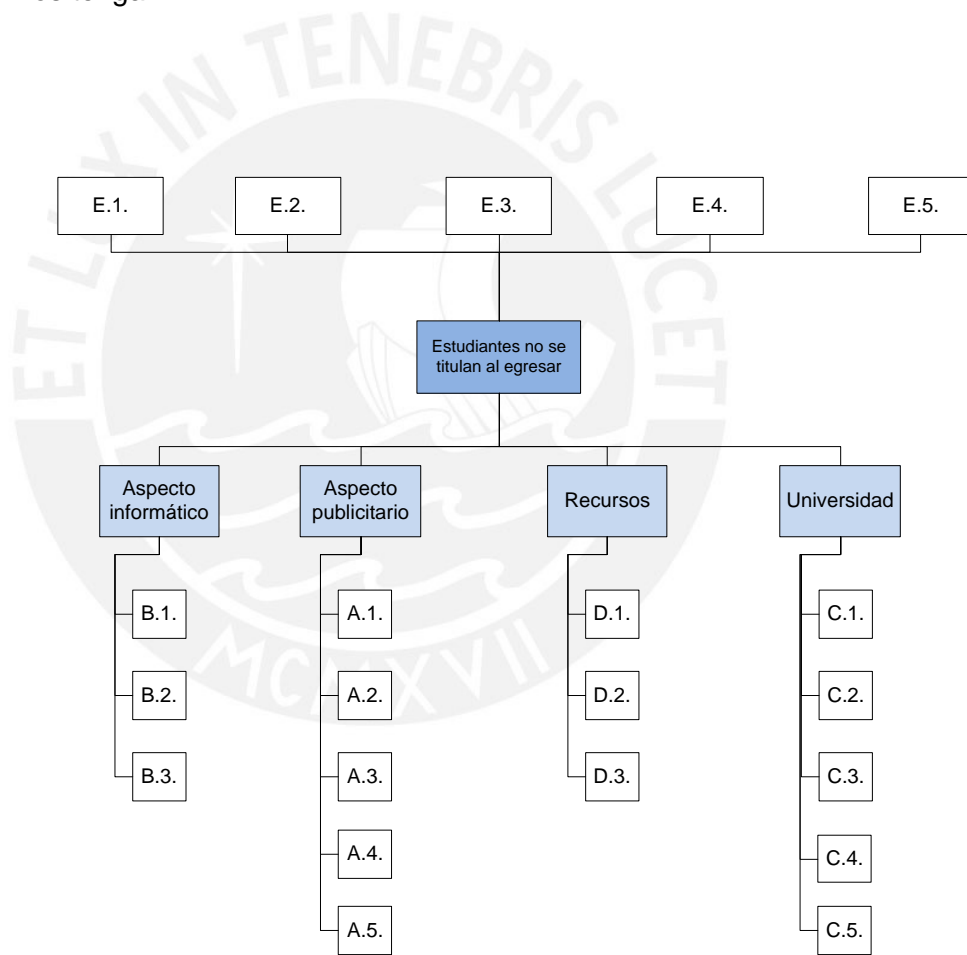 ET LUX IN TENEBRIS LUCET
MCMXVII
E.1.
E.2.
E.3.
E.4.
E.5.
Estudiantes no se
titulan al egresar
Aspecto
informático
Aspecto
publicitario
Recursos
Universidad
B.1.
A.1.
D.1.
C.1.
B.2.
A.2.
D.2.
C.2.
B.3.
A.3.
D.3.
C.3.
A.4.
C.4.
A.5.
C.5.